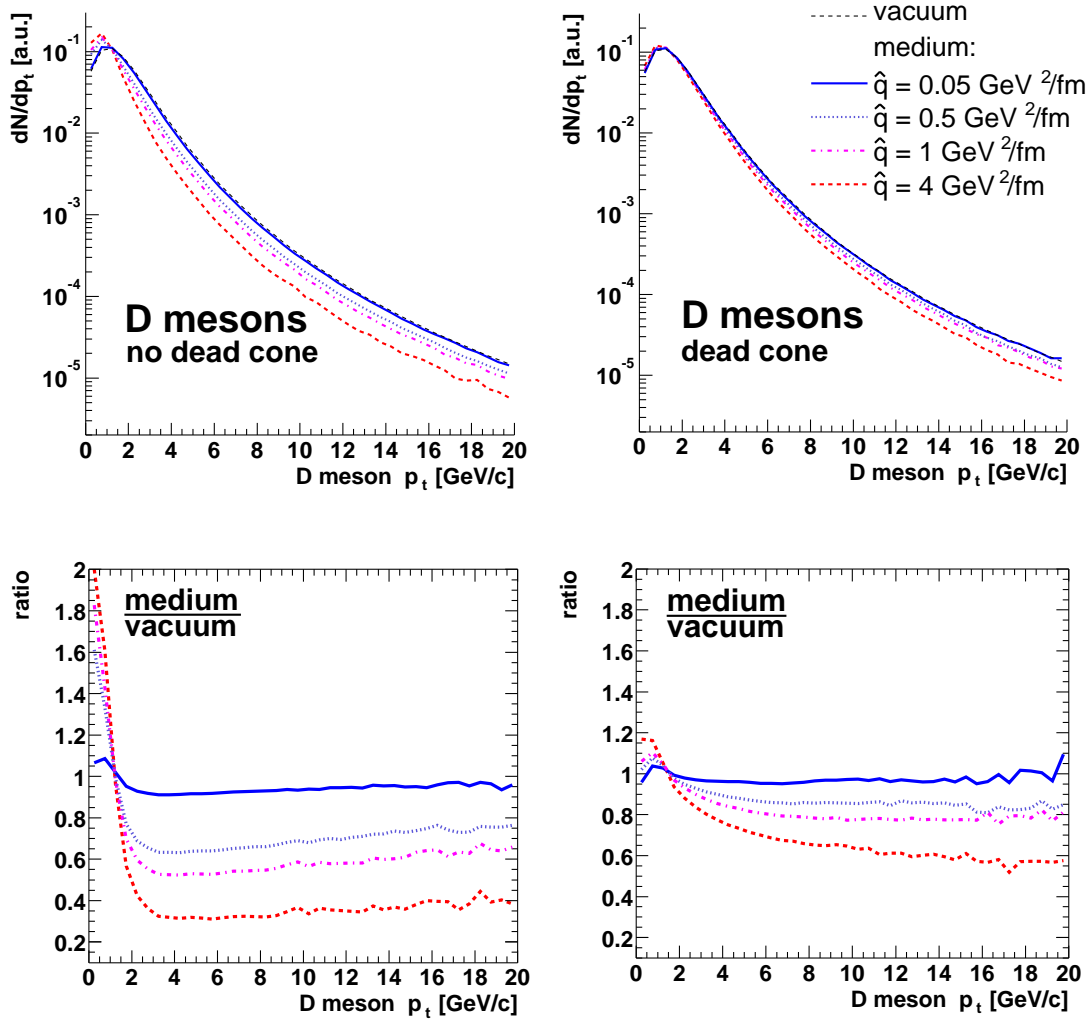 dN/dp_t [a.u.]
10^-1
10^-2
10^-3
10^-4
10^-5
D mesons
no dead cone
0 2 4 6 8 10 12 14 16 18 20
D meson p_t [GeV/c]
dN/dp_t [a.u.]
10^-1
10^-2
10^-3
10^-4
10^-5
vacuum
medium:
q̂ = 0.05 GeV ^2/fm
q̂ = 0.5 GeV ^2/fm
q̂ = 1 GeV ^2/fm
q̂ = 4 GeV ^2/fm
D mesons
dead cone
0 2 4 6 8 10 12 14 16 18 20
D meson p_t [GeV/c]
ratio
2
1.8
1.6
1.4
1.2
1
0.8
0.6
0.4
0.2
medium
vacuum
0 2 4 6 8 10 12 14 16 18 20
D meson p_t [GeV/c]
ratio
2
1.8
1.6
1.4
1.2
1
0.8
0.6
0.4
0.2
medium
vacuum
0 2 4 6 8 10 12 14 16 18 20
D meson p_t [GeV/c]